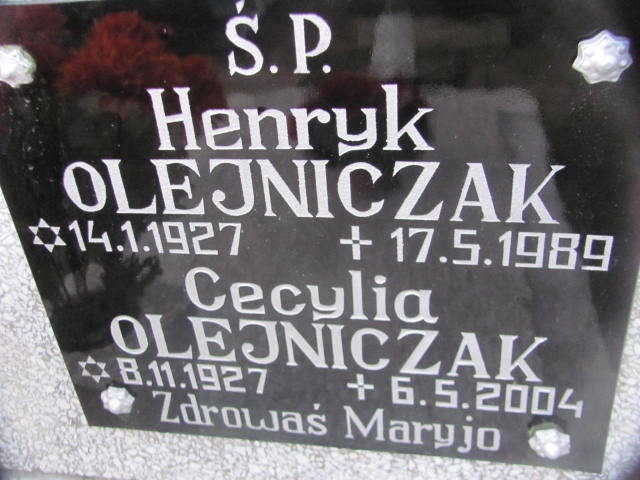 Ś.P.
Henryk
OLEJNICZAK
✡14.1.1927 ✝17.5.1989
Cecylia
OLEJNICZAK
✡8.11.1927 ✝6.5.2004
Zdrowaś Maryjo